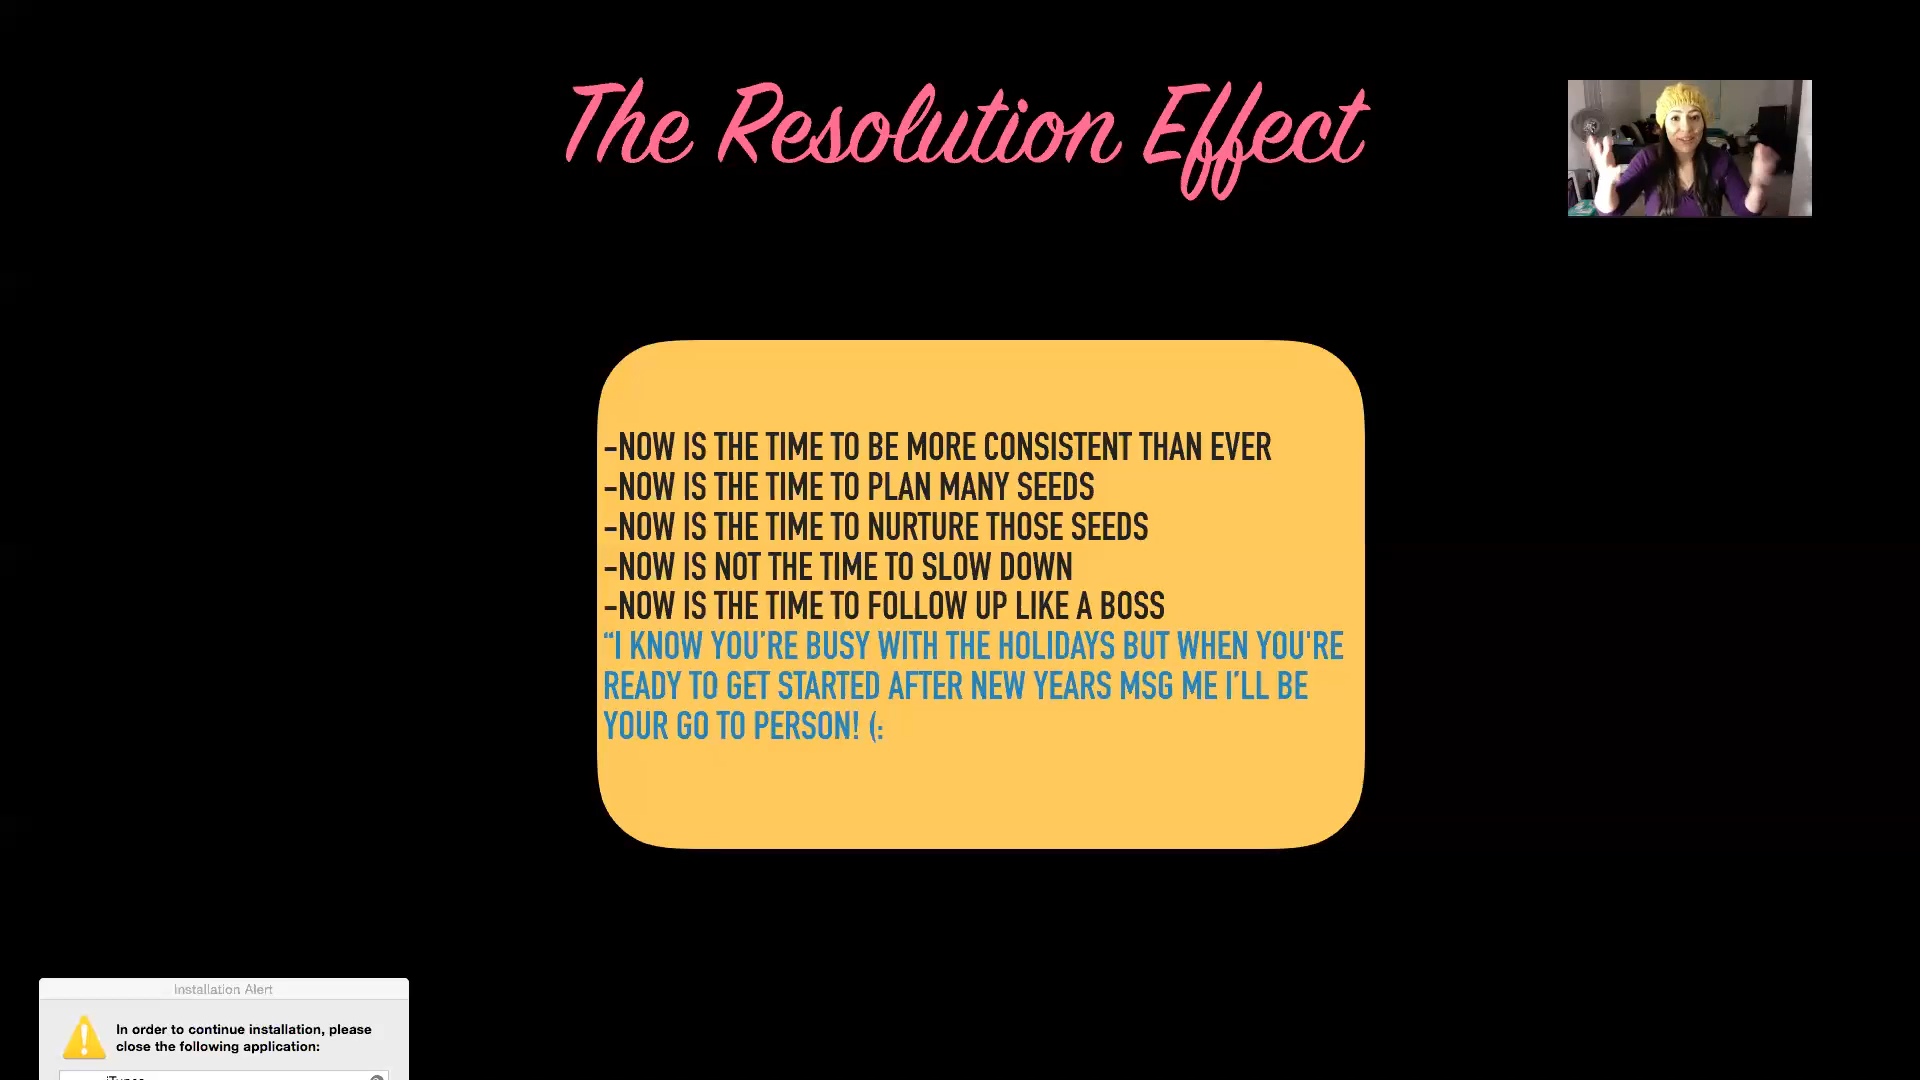 The Resolution Effect
-NOW IS THE TIME TO BE MORE CONSISTENT THAN EVER
-NOW IS THE TIME TO PLAN MANY SEEDS
-NOW IS THE TIME TO NURTURE THOSE SEEDS
-NOW IS NOT THE TIME TO SLOW DOWN
-NOW IS THE TIME TO FOLLOW UP LIKE A BOSS
“I KNOW YOU’RE BUSY WITH THE HOLIDAYS BUT WHEN YOU'RE
READY TO GET STARTED AFTER NEW YEARS MSG ME I’LL BE
YOUR GO TO PERSON! (:
Installation Alert
In order to continue installation, please
close the following application: